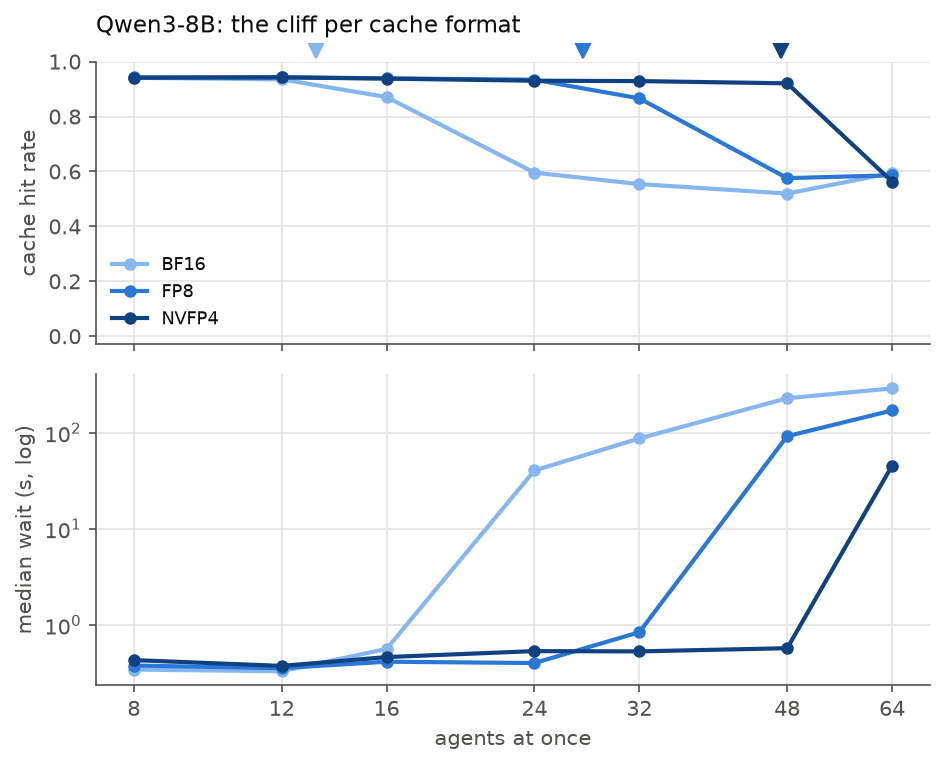 Qwen3-8B: the cliff per cache format
1.0
0.8
0.6
0.4
0.2
0.0
cache hit rate
BF16
FP8
NVFP4
10²
10¹
10⁰
median wait (s, log)
8 12 16 24 32 48 64
agents at once